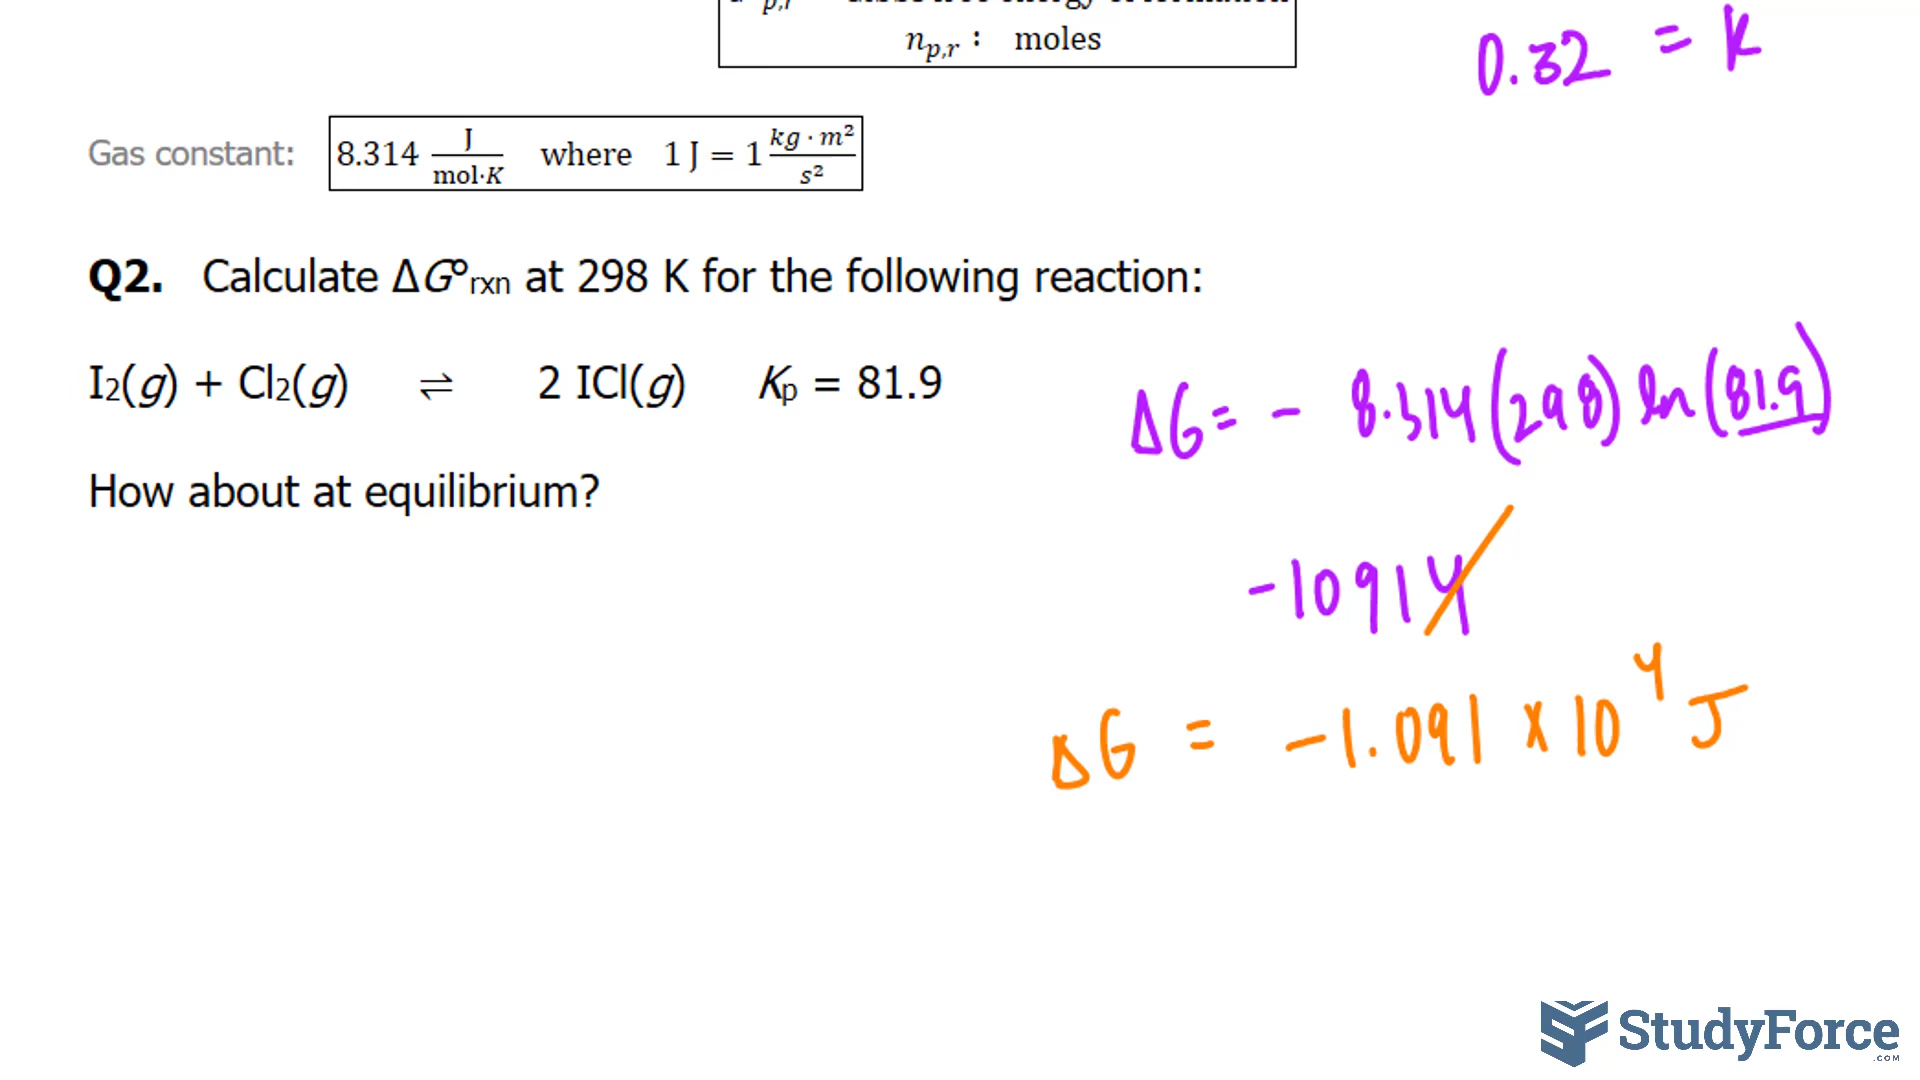 n_{p,r} : moles
0.32 = K
Gas constant: 8.314 J/mol·K where 1 J = 1 kg · m²/s²
Q2. Calculate ΔG°rxn at 298 K for the following reaction:
I₂(g) + Cl₂(g) ⇌ 2 ICl(g) Kp = 81.9
ΔG = - 8.314 (298) ln (81.9)
How about at equilibrium?
-10914
ΔG = -1.091 x 10⁴ J
StudyForce
.COM